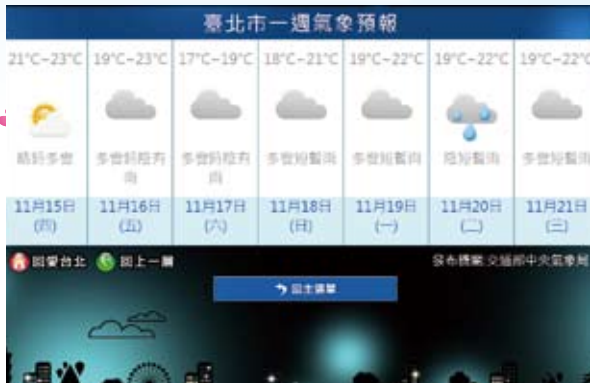 臺北市一週氣象預報
21°C~23°C 19°C~23°C 17°C~19°C 18°C~21°C 19°C~22°C 19°C~22°C 19°C~22°C
晴時多雲 多雲時陰有雨 多雲時陰有雨 多雲短暫雨 多雲短暫雨 陰短暫雨 多雲短暫雨
11月15日 11月16日 11月17日 11月18日 11月19日 11月20日 11月21日
(四) (五) (六) (日) (一) (二) (三)
回愛台北 回上一層 發布機關:交通部中央氣象局
回主選單